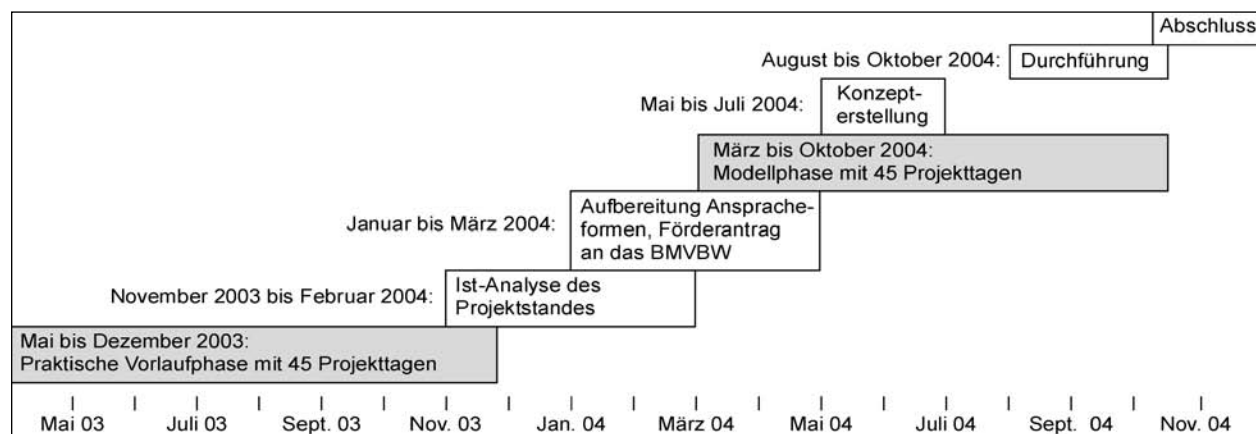 Abschluss
August bis Oktober 2004:
Durchführung
Mai bis Juli 2004:
Konzept-
erstellung
März bis Oktober 2004:
Modellphase mit 45 Projekttagen
Januar bis März 2004:
Aufbereitung Ansprache-
formen, Förderantrag
an das BMVBW
November 2003 bis Februar 2004:
Ist-Analyse des
Projektstandes
Mai bis Dezember 2003:
Praktische Vorlaufphase mit 45 Projekttagen
Mai 03 Juli 03 Sept. 03 Nov. 03 Jan. 04 März 04 Mai 04 Juli 04 Sept. 04 Nov. 04